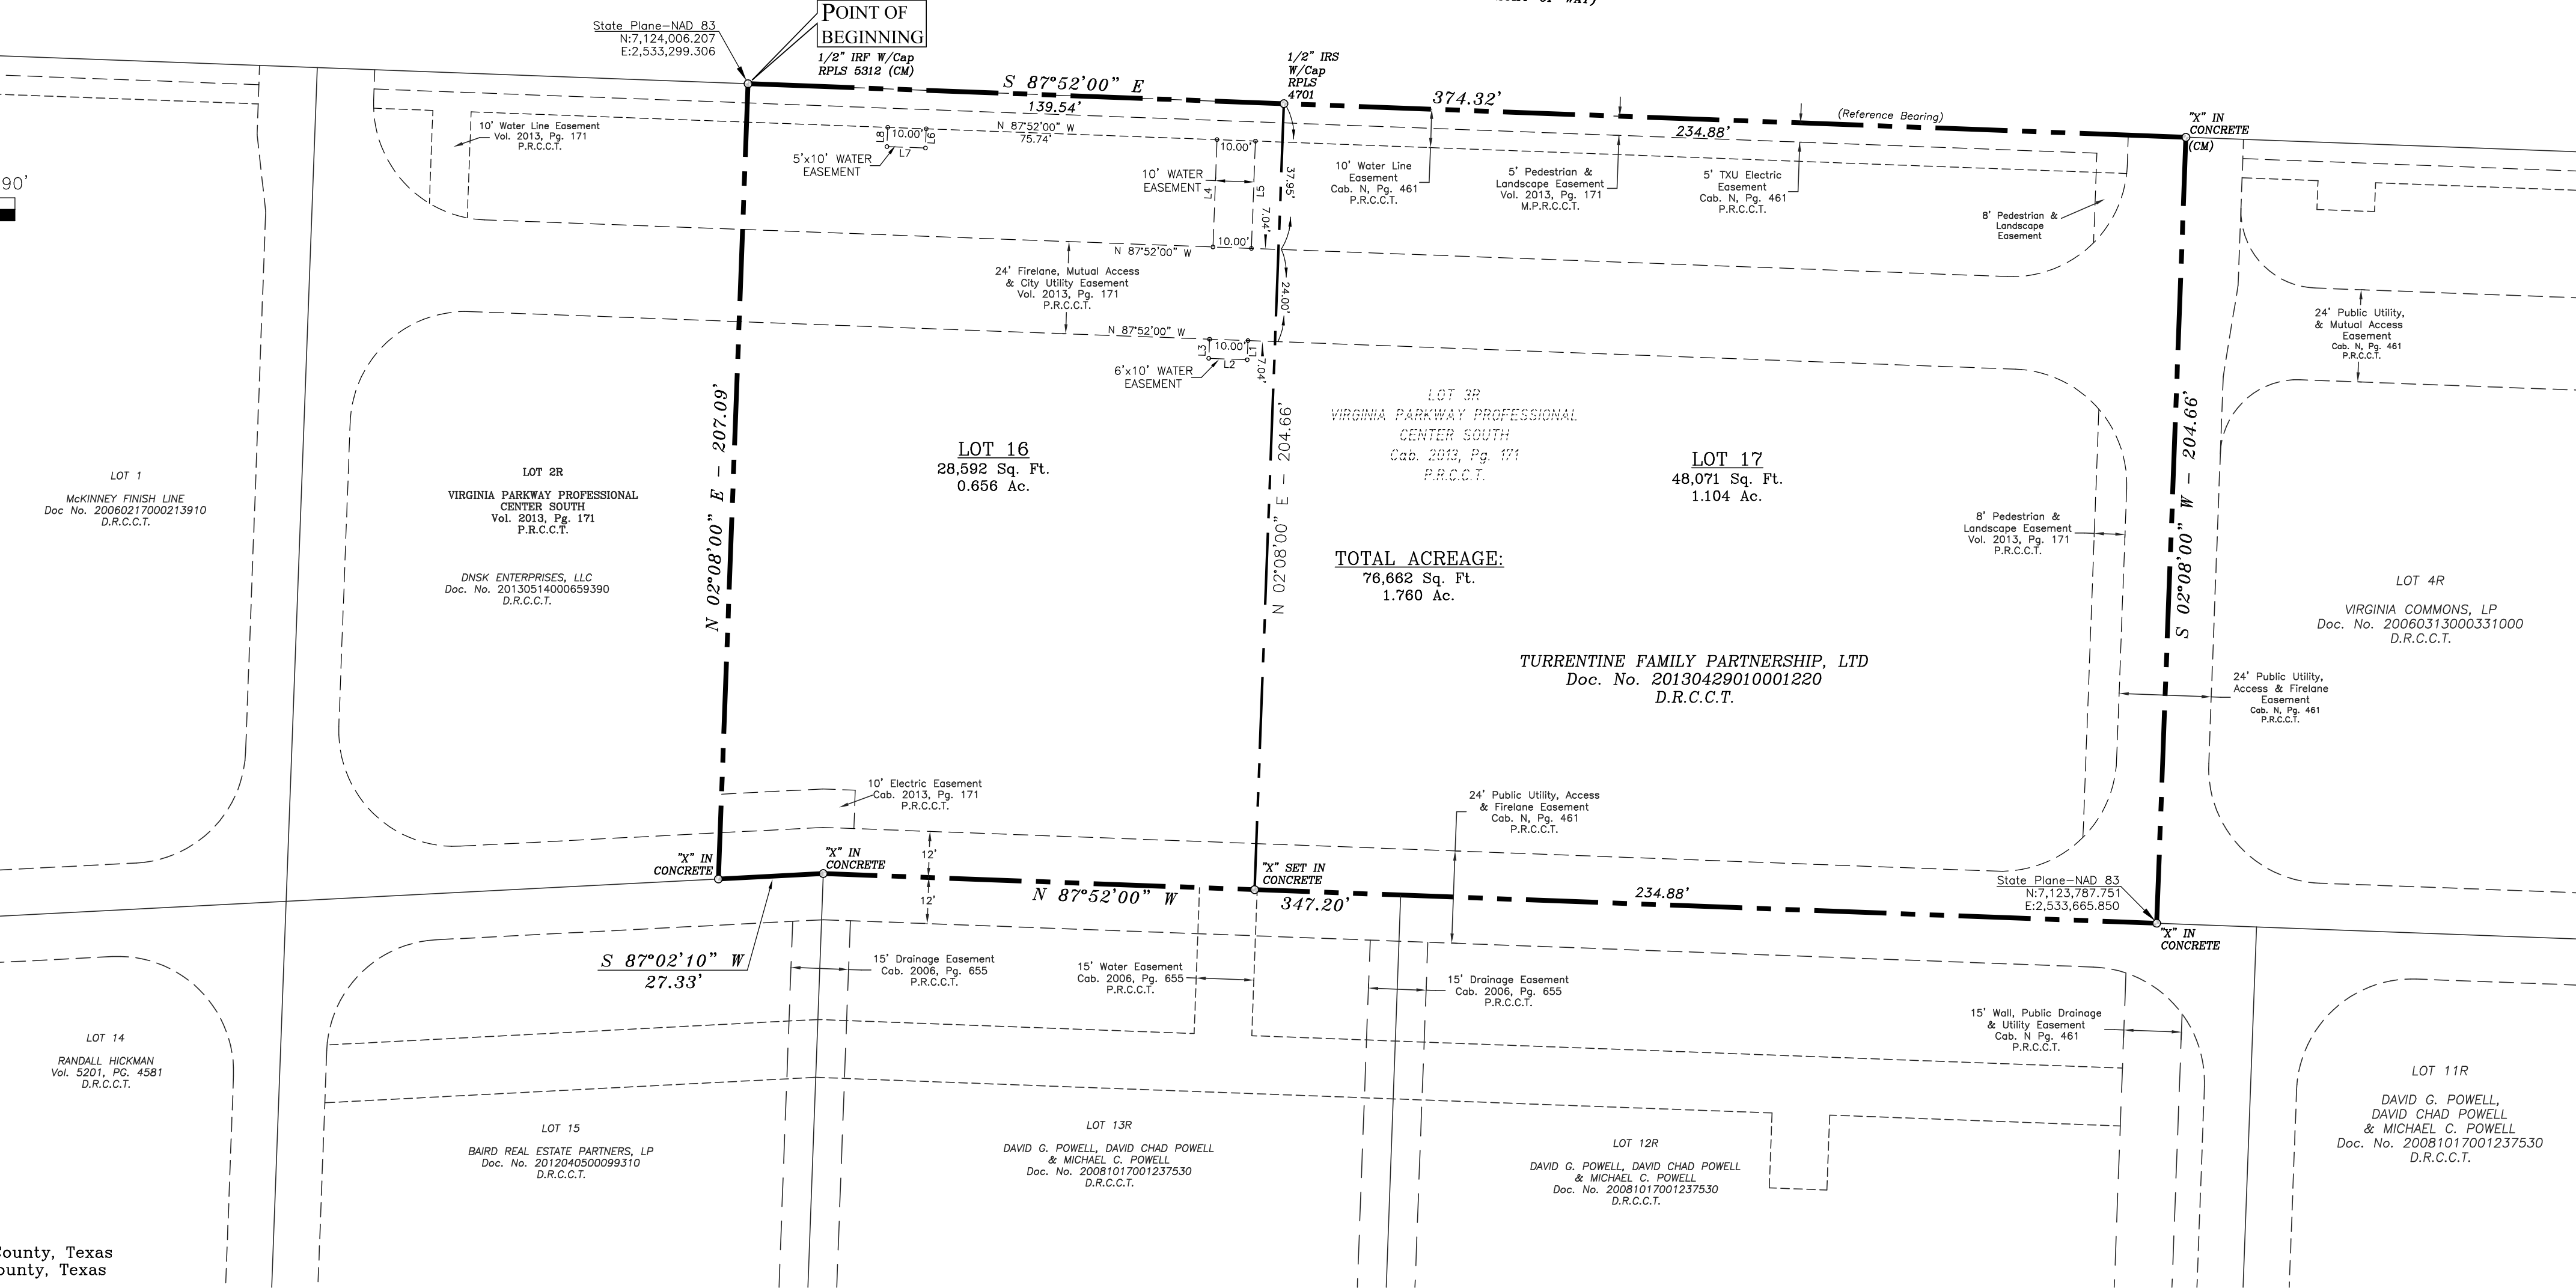 State Plane-NAD 83
N:7,124,006.207
E:2,533,299.306
POINT OF
BEGINNING
1/2" IRF W/Cap
RPLS 5312 (CM)
1/2" IRS
W/Cap
RPLS
4701
S 87°52'00" E
374.32'
139.54'
234.88'
(Reference Bearing)
"X" IN
CONCRETE
(CM)
90'
10' Water Line Easement
Vol. 2013, Pg. 171
P.R.C.C.T.
L8
10.00'
L6
L7
5'x10' WATER
EASEMENT
N 87°52'00" W
75.74'
10.00'
10' WATER
EASEMENT
L4
L5
7.04'
37.95'
10.00'
N 87°52'00" W
10' Water Line
Easement
Cab. N, Pg. 461
P.R.C.C.T.
5' Pedestrian &
Landscape Easement
Vol. 2013, Pg. 171
M.P.R.C.C.T.
5' TXU Electric
Easement
Cab. N, Pg. 461
P.R.C.C.T.
8' Pedestrian &
Landscape
Easement
24' Firelane, Mutual Access
& City Utility Easement
Vol. 2013, Pg. 171
P.R.C.C.T.
24.00'
N 87°52'00" W
L3
10.00'
L1
L2
7.04'
6'x10' WATER
EASEMENT
24' Public Utility,
& Mutual Access
Easement
Cab. N, Pg. 461
P.R.C.C.T.
N 02°08'00" E - 207.09'
N 02°08'00" E - 204.66'
S 02°08'00" W - 204.66'
LOT 3R
VIRGINIA PARKWAY PROFESSIONAL
CENTER SOUTH
Cab. 2013, Pg. 171
P.R.C.C.T.
LOT 1
McKINNEY FINISH LINE
Doc No. 20060217000213910
D.R.C.C.T.
LOT 2R
VIRGINIA PARKWAY PROFESSIONAL
CENTER SOUTH
Vol. 2013, Pg. 171
P.R.C.C.T.
DNSK ENTERPRISES, LLC
Doc. No. 20130514000659390
D.R.C.C.T.
LOT 16
28,592 Sq. Ft.
0.656 Ac.
LOT 17
48,071 Sq. Ft.
1.104 Ac.
TOTAL ACREAGE:
76,662 Sq. Ft.
1.760 Ac.
8' Pedestrian &
Landscape Easement
Vol. 2013, Pg. 171
P.R.C.C.T.
LOT 4R
VIRGINIA COMMONS, LP
Doc. No. 20060313000331000
D.R.C.C.T.
TURRENTINE FAMILY PARTNERSHIP, LTD
Doc. No. 20130429010001220
D.R.C.C.T.
24' Public Utility,
Access & Firelane
Easement
Cab. N, Pg. 461
P.R.C.C.T.
10' Electric Easement
Cab. 2013, Pg. 171
P.R.C.C.T.
24' Public Utility, Access
& Firelane Easement
Cab. N, Pg. 461
P.R.C.C.T.
"X" IN
CONCRETE
"X" IN
CONCRETE
12'
12'
"X" SET IN
CONCRETE
N 87°52'00" W
347.20'
234.88'
State Plane-NAD 83
N:7,123,787.751
E:2,533,665.850
"X" IN
CONCRETE
S 87°02'10" W
27.33'
15' Drainage Easement
Cab. 2006, Pg. 655
P.R.C.C.T.
15' Water Easement
Cab. 2006, Pg. 655
P.R.C.C.T.
15' Drainage Easement
Cab. 2006, Pg. 655
P.R.C.C.T.
15' Wall, Public Drainage
& Utility Easement
Cab. N Pg. 461
P.R.C.C.T.
LOT 14
RANDALL HICKMAN
Vol. 5201, PG. 4581
D.R.C.C.T.
LOT 15
BAIRD REAL ESTATE PARTNERS, LP
Doc. No. 2012040500099310
D.R.C.C.T.
LOT 13R
DAVID G. POWELL, DAVID CHAD POWELL
& MICHAEL C. POWELL
Doc. No. 20081017001237530
D.R.C.C.T.
LOT 12R
DAVID G. POWELL, DAVID CHAD POWELL
& MICHAEL C. POWELL
Doc. No. 20081017001237530
D.R.C.C.T.
LOT 11R
DAVID G. POWELL,
DAVID CHAD POWELL
& MICHAEL C. POWELL
Doc. No. 20081017001237530
D.R.C.C.T.
County, Texas
ounty, Texas